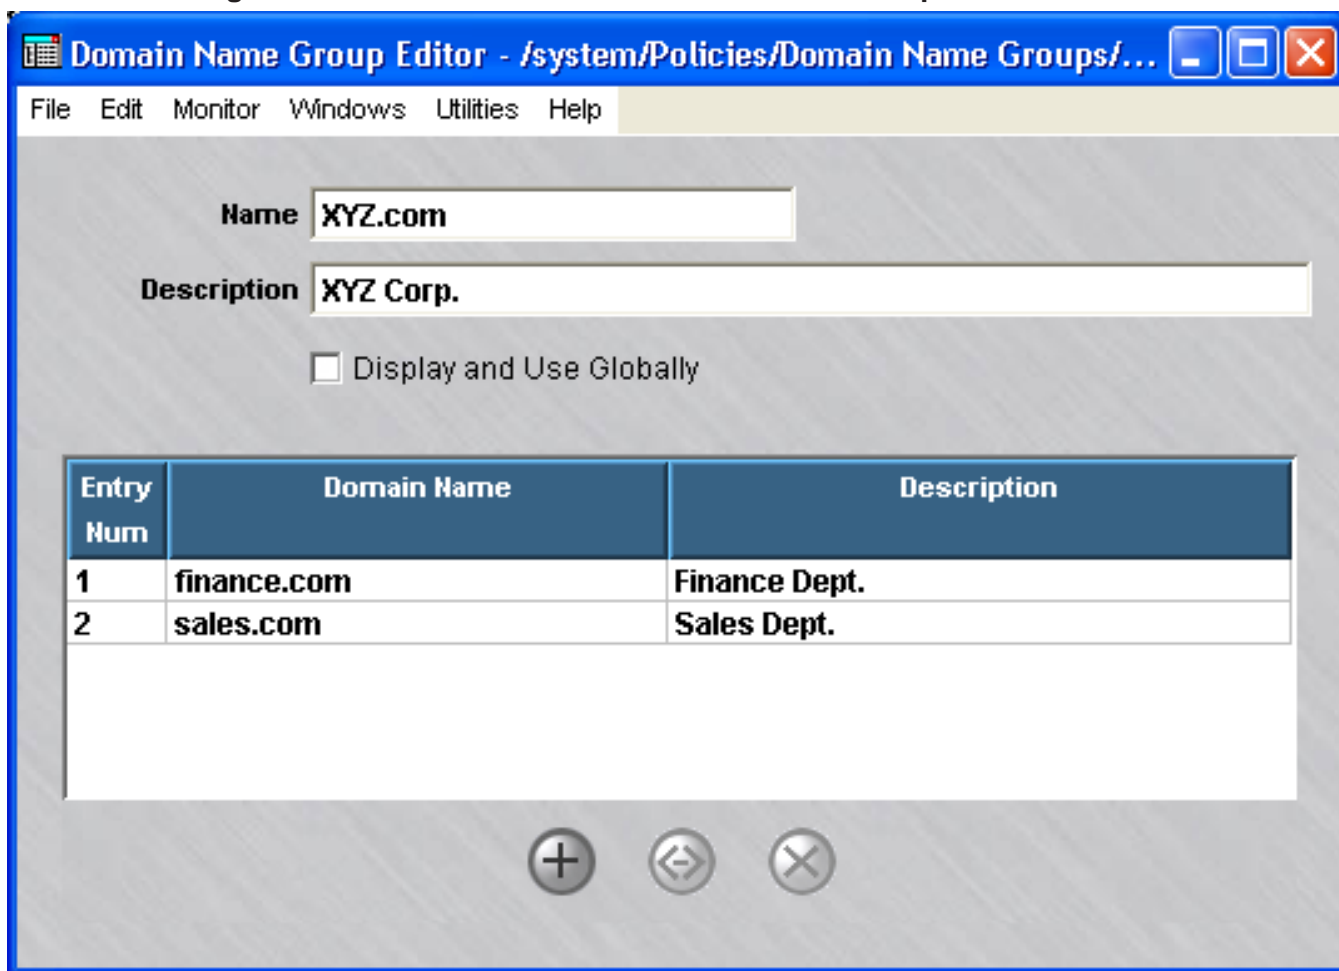 Domain Name Group Editor - /system/Policies/Domain Name Groups/...
File Edit Monitor Windows Utilities Help
Name XYZ.com
Description XYZ Corp.
Display and Use Globally
Entry Num Domain Name Description
1 finance.com Finance Dept.
2 sales.com Sales Dept.